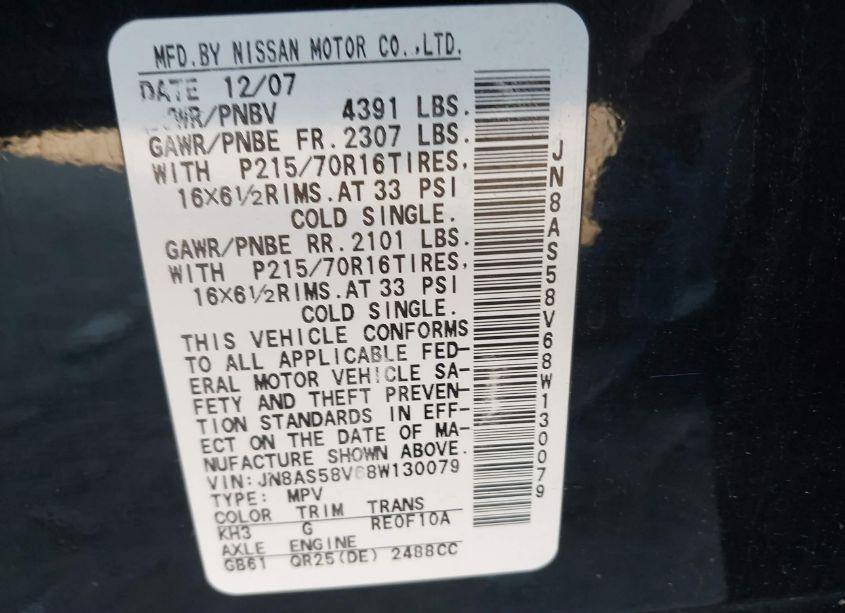 MFD.BY NISSAN MOTOR CO.,LTD.
DATE 12/07
GVWR/PNBV 4391 LBS.
GAWR/PNBE FR. 2307 LBS.
WITH P215/70R16TIRES,
16X6½RIMS.AT 33 PSI
COLD SINGLE.
GAWR/PNBE RR. 2101 LBS.
WITH P215/70R16TIRES,
16X6½RIMS.AT 33 PSI
COLD SINGLE.
THIS VEHICLE CONFORMS
TO ALL APPLICABLE FED-
ERAL MOTOR VEHICLE SA-
FETY AND THEFT PREVEN-
TION STANDARDS IN EFF-
ECT ON THE DATE OF MA-
NUFACTURE SHOWN ABOVE.
VIN: JN8AS58V68W130079
TYPE: MPV
COLOR TRIM TRANS
KH3 G RE0F10A
AXLE ENGINE
GB61 QR25(DE) 2488CC
JN8AS58V68W130079